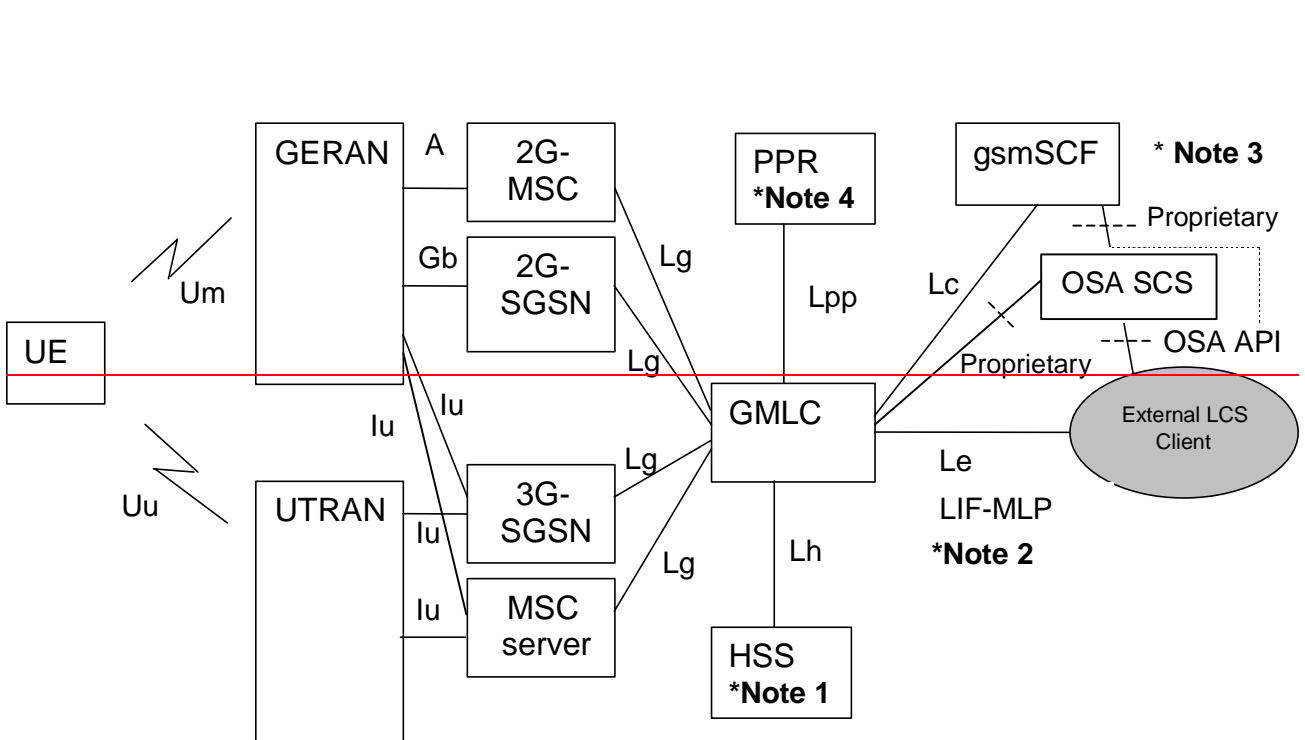 GERAN
A
2G-
MSC
PPR
*Note 4
gsmSCF
* Note 3
Proprietary
Gb
2G-
SGSN
Lg
Lpp
Lc
OSA SCS
Um
UE
Lg
Proprietary
OSA API
Iu
Iu
GMLC
External LCS
Client
Lg
Le
Uu
UTRAN
3G-
SGSN
Iu
LIF-MLP
*Note 2
Lg
Lh
Iu
MSC
server
HSS
*Note 1